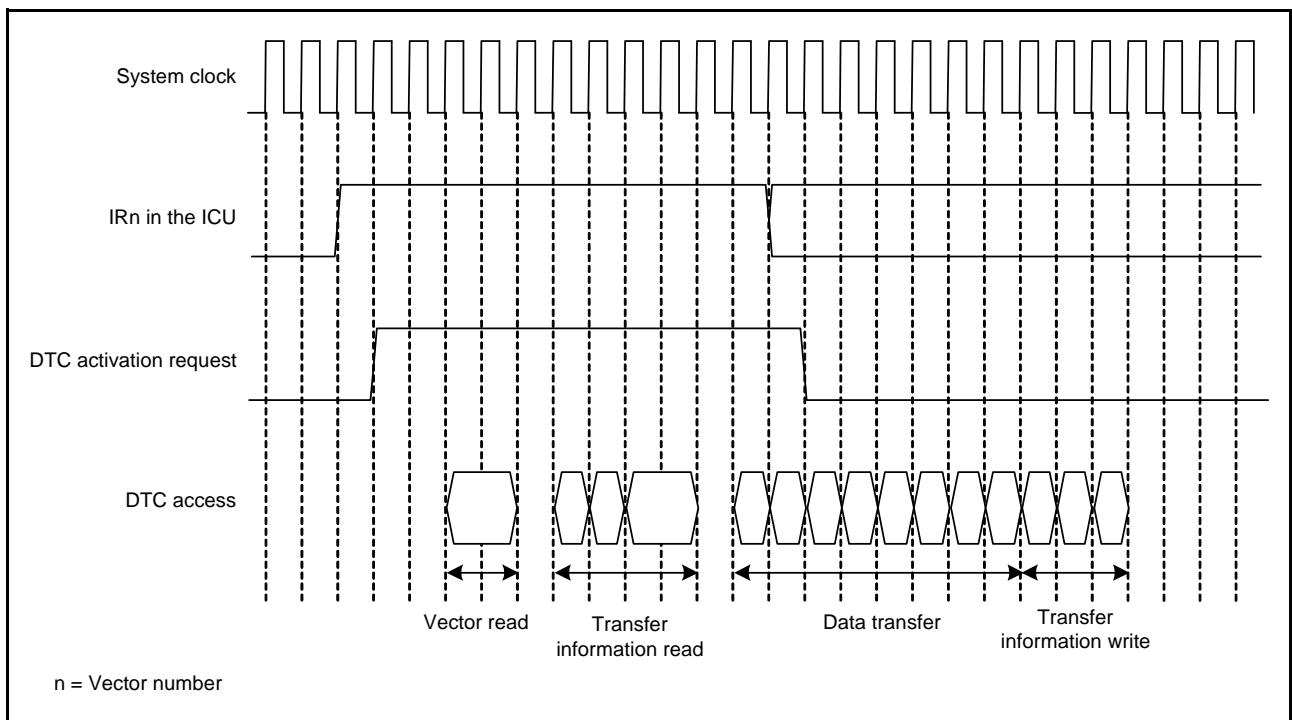 System clock
IRn in the ICU
DTC activation request
DTC access
Vector read
Transfer
information read
Data transfer
Transfer
information write
n = Vector number